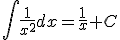 ∫ 1/x² dx = 1/x + C